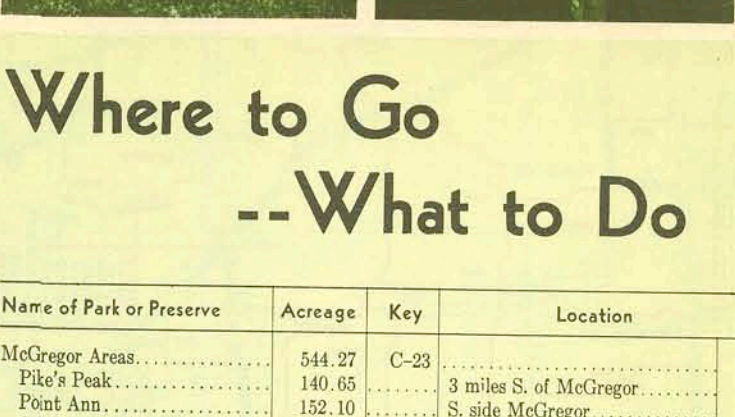 Where to Go
--What to Do
Name of Park or Preserve Acreage Key Location
McGregor Areas................ 544.27 C-23 ................................
Pike's Peak.................... 140.65 ........ 3 miles S. of McGregor.........
Point Ann..................... 152.10 ........ S. side McGregor...............